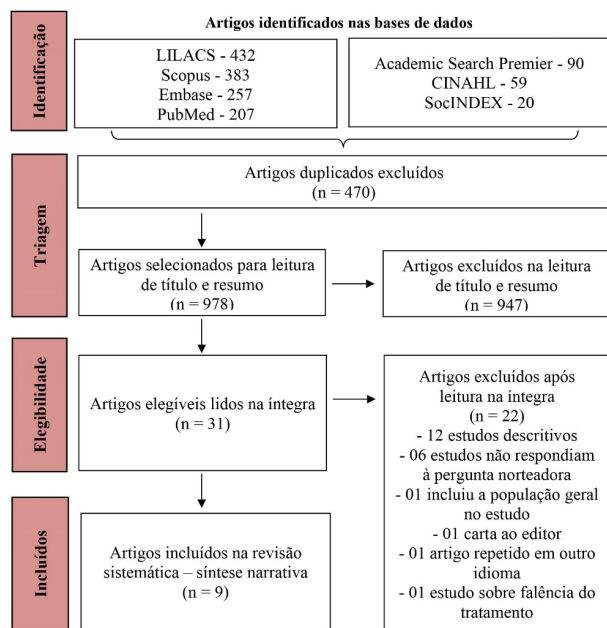 Artigos identificados nas bases de dados
Identificação
LILACS - 432
Scopus - 383
Embase - 257
PubMed - 207
Academic Search Premier - 90
CINAHL - 59
SocINDEX - 20
Triagem
Artigos duplicados excluídos
(n = 470)
Artigos selecionados para leitura
de título e resumo
(n = 978)
Artigos excluídos na leitura
de título e resumo
(n = 947)
Elegibilidade
Artigos elegíveis lidos na íntegra
(n = 31)
Artigos excluídos após
leitura na íntegra
(n = 22)
- 12 estudos descritivos
- 06 estudos não respondiam
à pergunta norteadora
- 01 incluiu a população geral
no estudo
- 01 carta ao editor
- 01 artigo repetido em outro
idioma
- 01 estudo sobre falência do
tratamento
Incluídos
Artigos incluídos na revisão
sistemática – síntese narrativa
(n = 9)